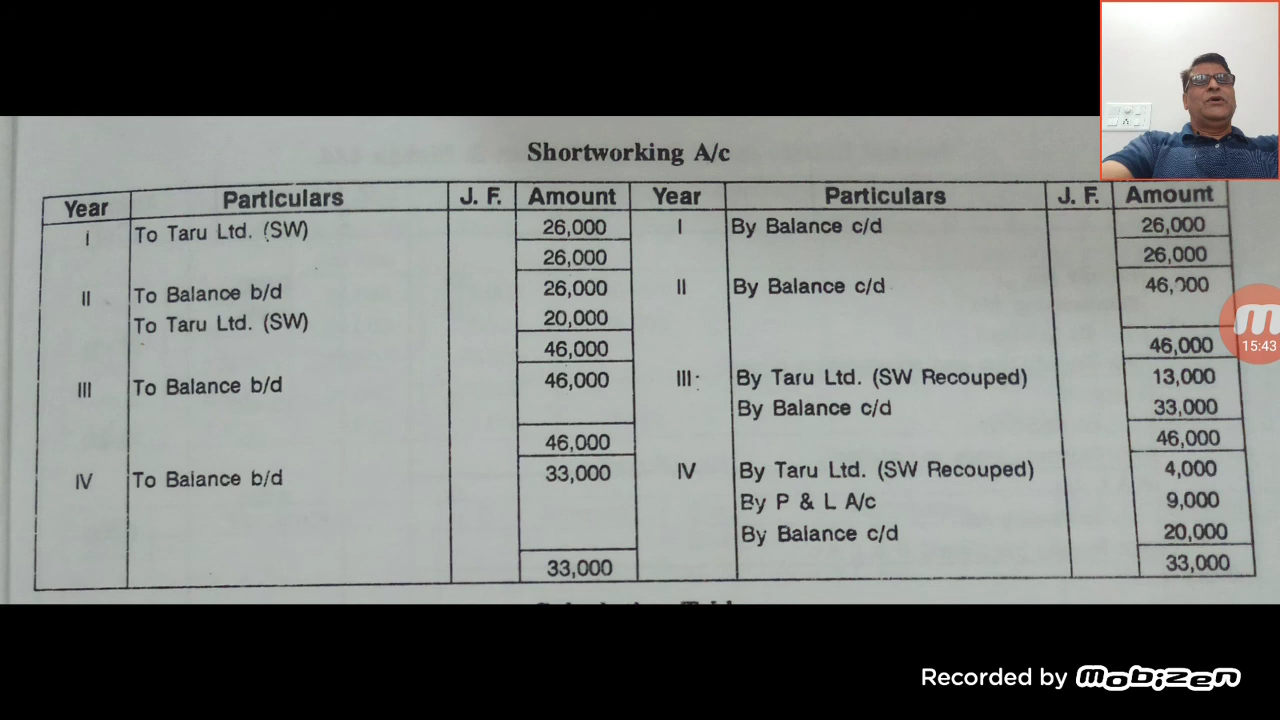 Shortworking A/c
Year Particulars J. F. Amount Year Particulars J. F. Amount
I To Taru Ltd. (SW) 26,000 I By Balance c/d 26,000
26,000 26,000
II To Balance b/d 26,000 II By Balance c/d 46,000
To Taru Ltd. (SW) 20,000
46,000 46,000
III To Balance b/d 46,000 III By Taru Ltd. (SW Recouped) 13,000
By Balance c/d 33,000
46,000 46,000
IV To Balance b/d 33,000 IV By Taru Ltd. (SW Recouped) 4,000
By P & L A/c 9,000
By Balance c/d 20,000
33,000 33,000
15:43
Recorded by Mobizen